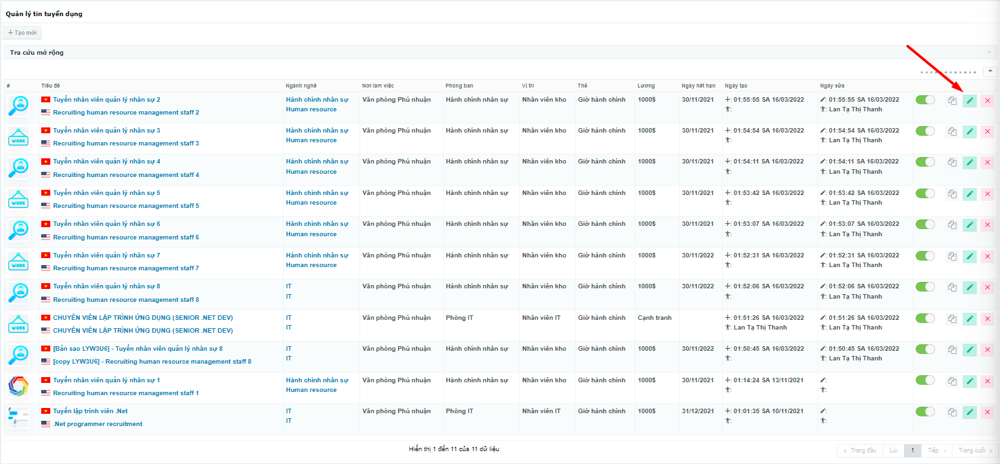 Quản lý tin tuyển dụng
+ Tạo mới
Tra cứu mở rộng
# Tiêu đề Ngành nghề Nơi làm việc Phòng ban Vị trí Thẻ Lương Ngày hết hạn Ngày tạo Ngày sửa
Tuyển nhân viên quản lý nhân sự 2 Hành chính nhân sự Văn phòng Phú nhuận Hành chính nhân sự Nhân viên kho Giờ hành chính 1000$ 30/11/2021 : 01:55:55 SA 16/03/2022 : 01:55:55 SA 16/03/2022
Recruiting human resource management staff 2 Human resource : : Lan Tạ Thị Thanh
Tuyển nhân viên quản lý nhân sự 3 Hành chính nhân sự Văn phòng Phú nhuận Hành chính nhân sự Nhân viên kho Giờ hành chính 1000$ 30/11/2021 : 01:54:54 SA 16/03/2022 : 01:54:54 SA 16/03/2022
WORK
Recruiting human resource management staff 3 Human resource : : Lan Tạ Thị Thanh
Tuyển nhân viên quản lý nhân sự 4 Hành chính nhân sự Văn phòng Phú nhuận Hành chính nhân sự Nhân viên kho Giờ hành chính 1000$ 30/11/2021 : 01:54:11 SA 16/03/2022 : 01:54:11 SA 16/03/2022
Recruiting human resource management staff 4 Human resource : : Lan Tạ Thị Thanh
Tuyển nhân viên quản lý nhân sự 5 Hành chính nhân sự Văn phòng Phú nhuận Hành chính nhân sự Nhân viên kho Giờ hành chính 1000$ 30/11/2021 : 01:53:42 SA 16/03/2022 : 01:53:42 SA 16/03/2022
WORK
Recruiting human resource management staff 5 Human resource : : Lan Tạ Thị Thanh
Tuyển nhân viên quản lý nhân sự 6 Hành chính nhân sự Văn phòng Phú nhuận Hành chính nhân sự Nhân viên kho Giờ hành chính 1000$ 30/11/2021 : 01:53:07 SA 16/03/2022 : 01:53:07 SA 16/03/2022
Recruiting human resource management staff 6 Human resource : : Lan Tạ Thị Thanh
Tuyển nhân viên quản lý nhân sự 7 Hành chính nhân sự Văn phòng Phú nhuận Hành chính nhân sự Nhân viên kho Giờ hành chính 1000$ 30/11/2021 : 01:52:31 SA 16/03/2022 : 01:52:31 SA 16/03/2022
WORK
Recruiting human resource management staff 7 Human resource : : Lan Tạ Thị Thanh
Tuyển nhân viên quản lý nhân sự 8 IT Văn phòng Phú nhuận Hành chính nhân sự Nhân viên kho Giờ hành chính 1000$ 30/11/2022 : 01:52:06 SA 16/03/2022 : 01:52:06 SA 16/03/2022
Recruiting human resource management staff 8 IT : : Lan Tạ Thị Thanh
CHUYÊN VIÊN LẬP TRÌNH ỨNG DỤNG (SENIOR .NET DEV) IT Văn phòng Phú nhuận Phòng IT Nhân viên IT Giờ hành chính Cạnh tranh : 01:51:26 SA 16/03/2022 : 01:51:26 SA 16/03/2022
WORK
CHUYÊN VIÊN LẬP TRÌNH ỨNG DỤNG (SENIOR .NET DEV) IT : Lan Tạ Thị Thanh : Lan Tạ Thị Thanh
[Bản sao LYW3U6] - Tuyển nhân viên quản lý nhân sự 8 IT Văn phòng Phú nhuận Hành chính nhân sự Nhân viên kho Giờ hành chính 1000$ 30/11/2022 : 01:50:45 SA 16/03/2022 : 01:50:45 SA 16/03/2022
[copy LYW3U6] - Recruiting human resource management staff 8 IT : : Lan Tạ Thị Thanh
Tuyển nhân viên quản lý nhân sự 1 Hành chính nhân sự Văn phòng Phú nhuận Hành chính nhân sự Nhân viên kho Giờ hành chính 1000$ 30/11/2021 : 01:14:24 SA 13/11/2021 :
Recruiting human resource management staff 1 Human resource : :
Tuyển lập trình viên .Net IT Văn phòng Phú nhuận Phòng IT Nhân viên IT Giờ hành chính 1000$ 31/12/2021 : 01:01:35 SA 10/11/2021 :
.Net programmer recruitment IT : :
Hiển thị 1 đến 11 của 11 dữ liệu
« Trang đầu Lùi 1 Tiếp › Trang cuối »